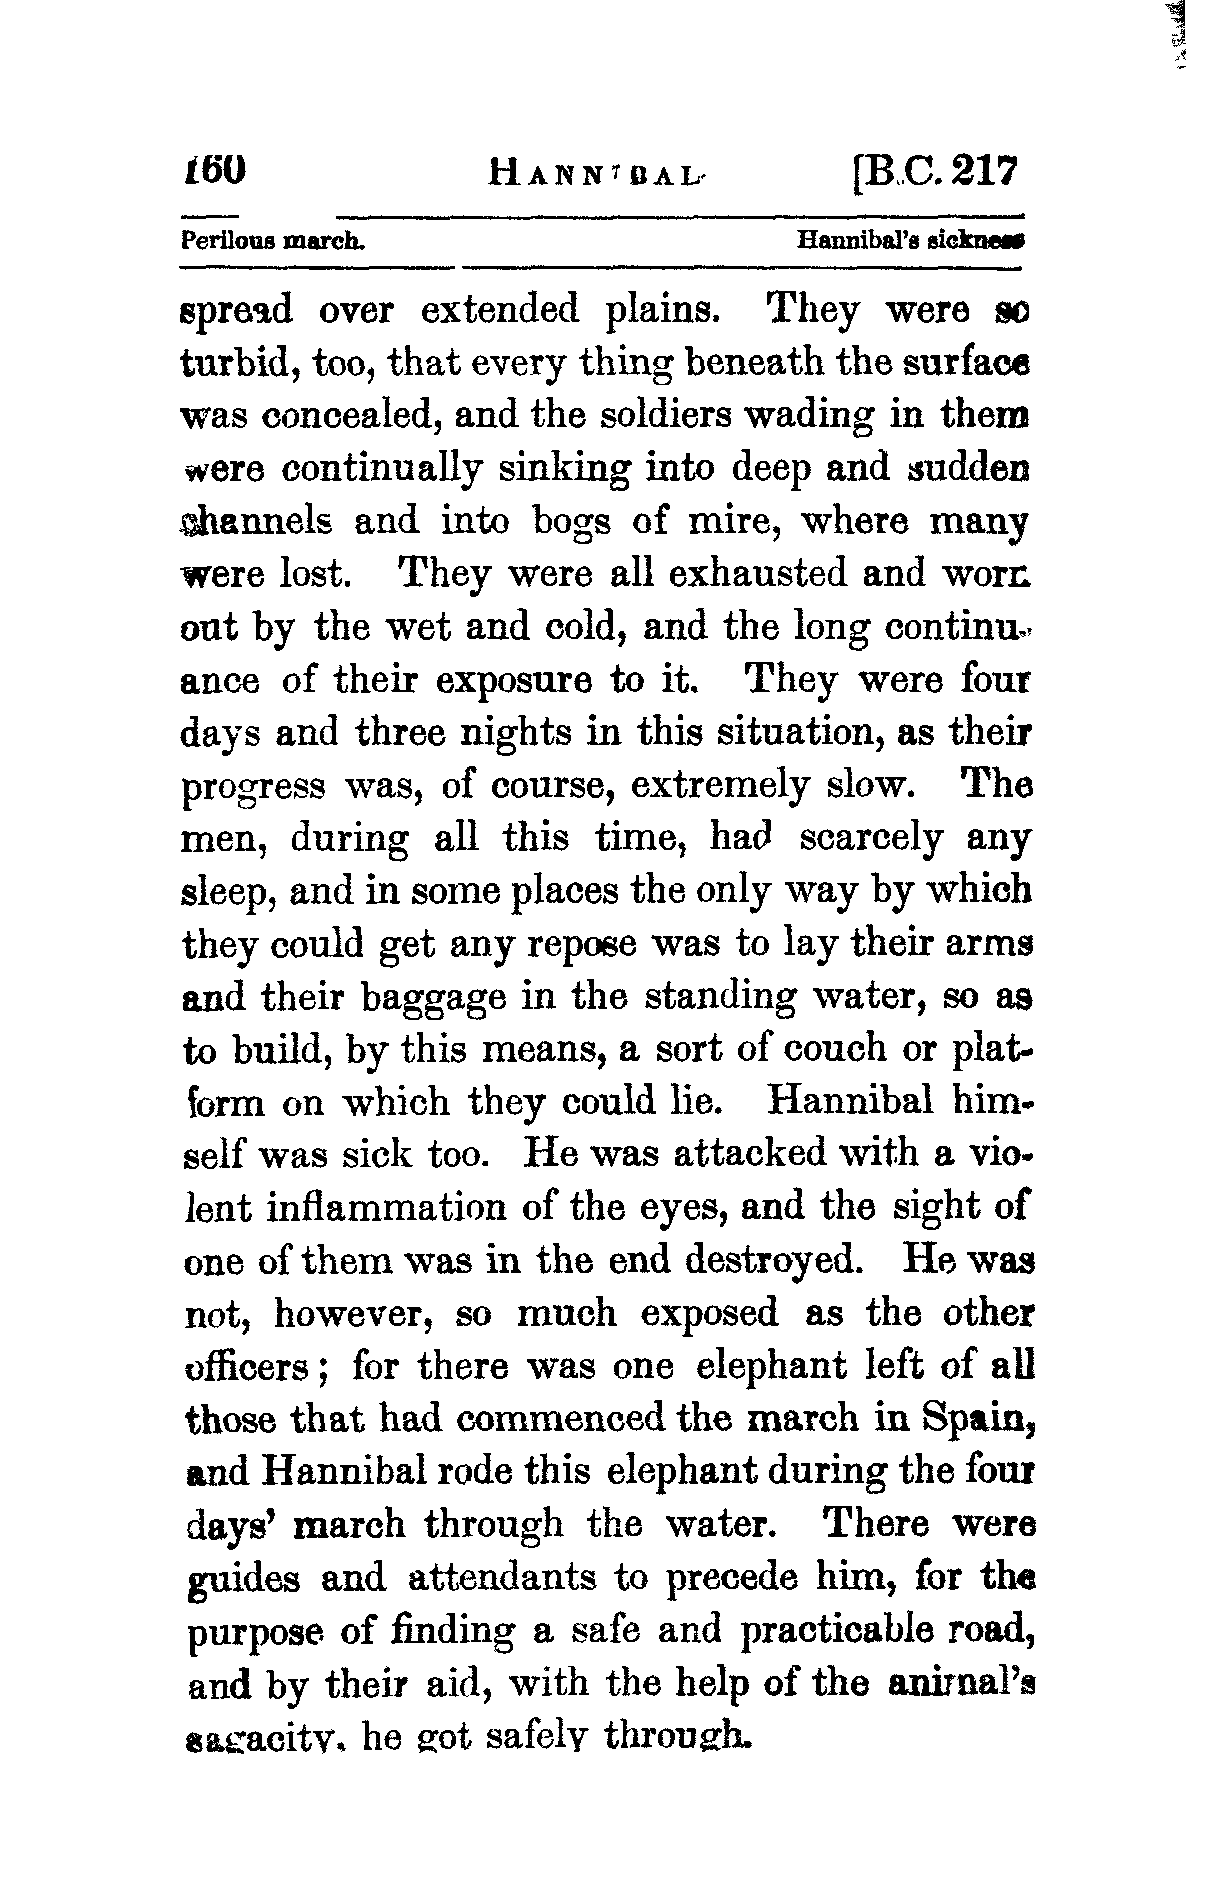 160 HANNIBAL. [B.C. 217
Perilous march. Hannibal's sickness
spread over extended plains. They were so
turbid, too, that every thing beneath the surface
was concealed, and the soldiers wading in them
were continually sinking into deep and sudden
channels and into bogs of mire, where many
were lost. They were all exhausted and worn
out by the wet and cold, and the long continu-
ance of their exposure to it. They were four
days and three nights in this situation, as their
progress was, of course, extremely slow. The
men, during all this time, had scarcely any
sleep, and in some places the only way by which
they could get any repose was to lay their arms
and their baggage in the standing water, so as
to build, by this means, a sort of couch or plat-
form on which they could lie. Hannibal him-
self was sick too. He was attacked with a vio-
lent inflammation of the eyes, and the sight of
one of them was in the end destroyed. He was
not, however, so much exposed as the other
officers; for there was one elephant left of all
those that had commenced the march in Spain,
and Hannibal rode this elephant during the four
days' march through the water. There were
guides and attendants to precede him, for the
purpose of finding a safe and practicable road,
and by their aid, with the help of the animal's
sagacity, he got safely through.